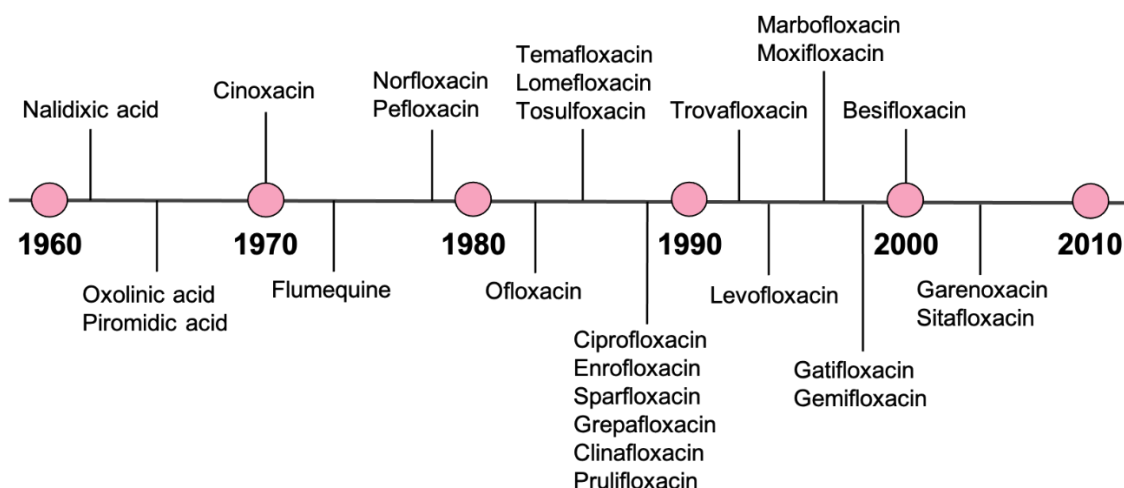 Marbofloxacin
Moxifloxacin
Temafloxacin
Lomefloxacin
Tosulfoxacin
Norfloxacin
Pefloxacin
Cinoxacin
Nalidixic acid
Trovafloxacin
Besifloxacin
1960
1970
1980
1990
2000
2010
Oxolinic acid
Piromidic acid
Flumequine
Ofloxacin
Levofloxacin
Garenoxacin
Sitafloxacin
Ciprofloxacin
Enrofloxacin
Sparfloxacin
Grepafloxacin
Clinafloxacin
Prulifloxacin
Gatifloxacin
Gemifloxacin